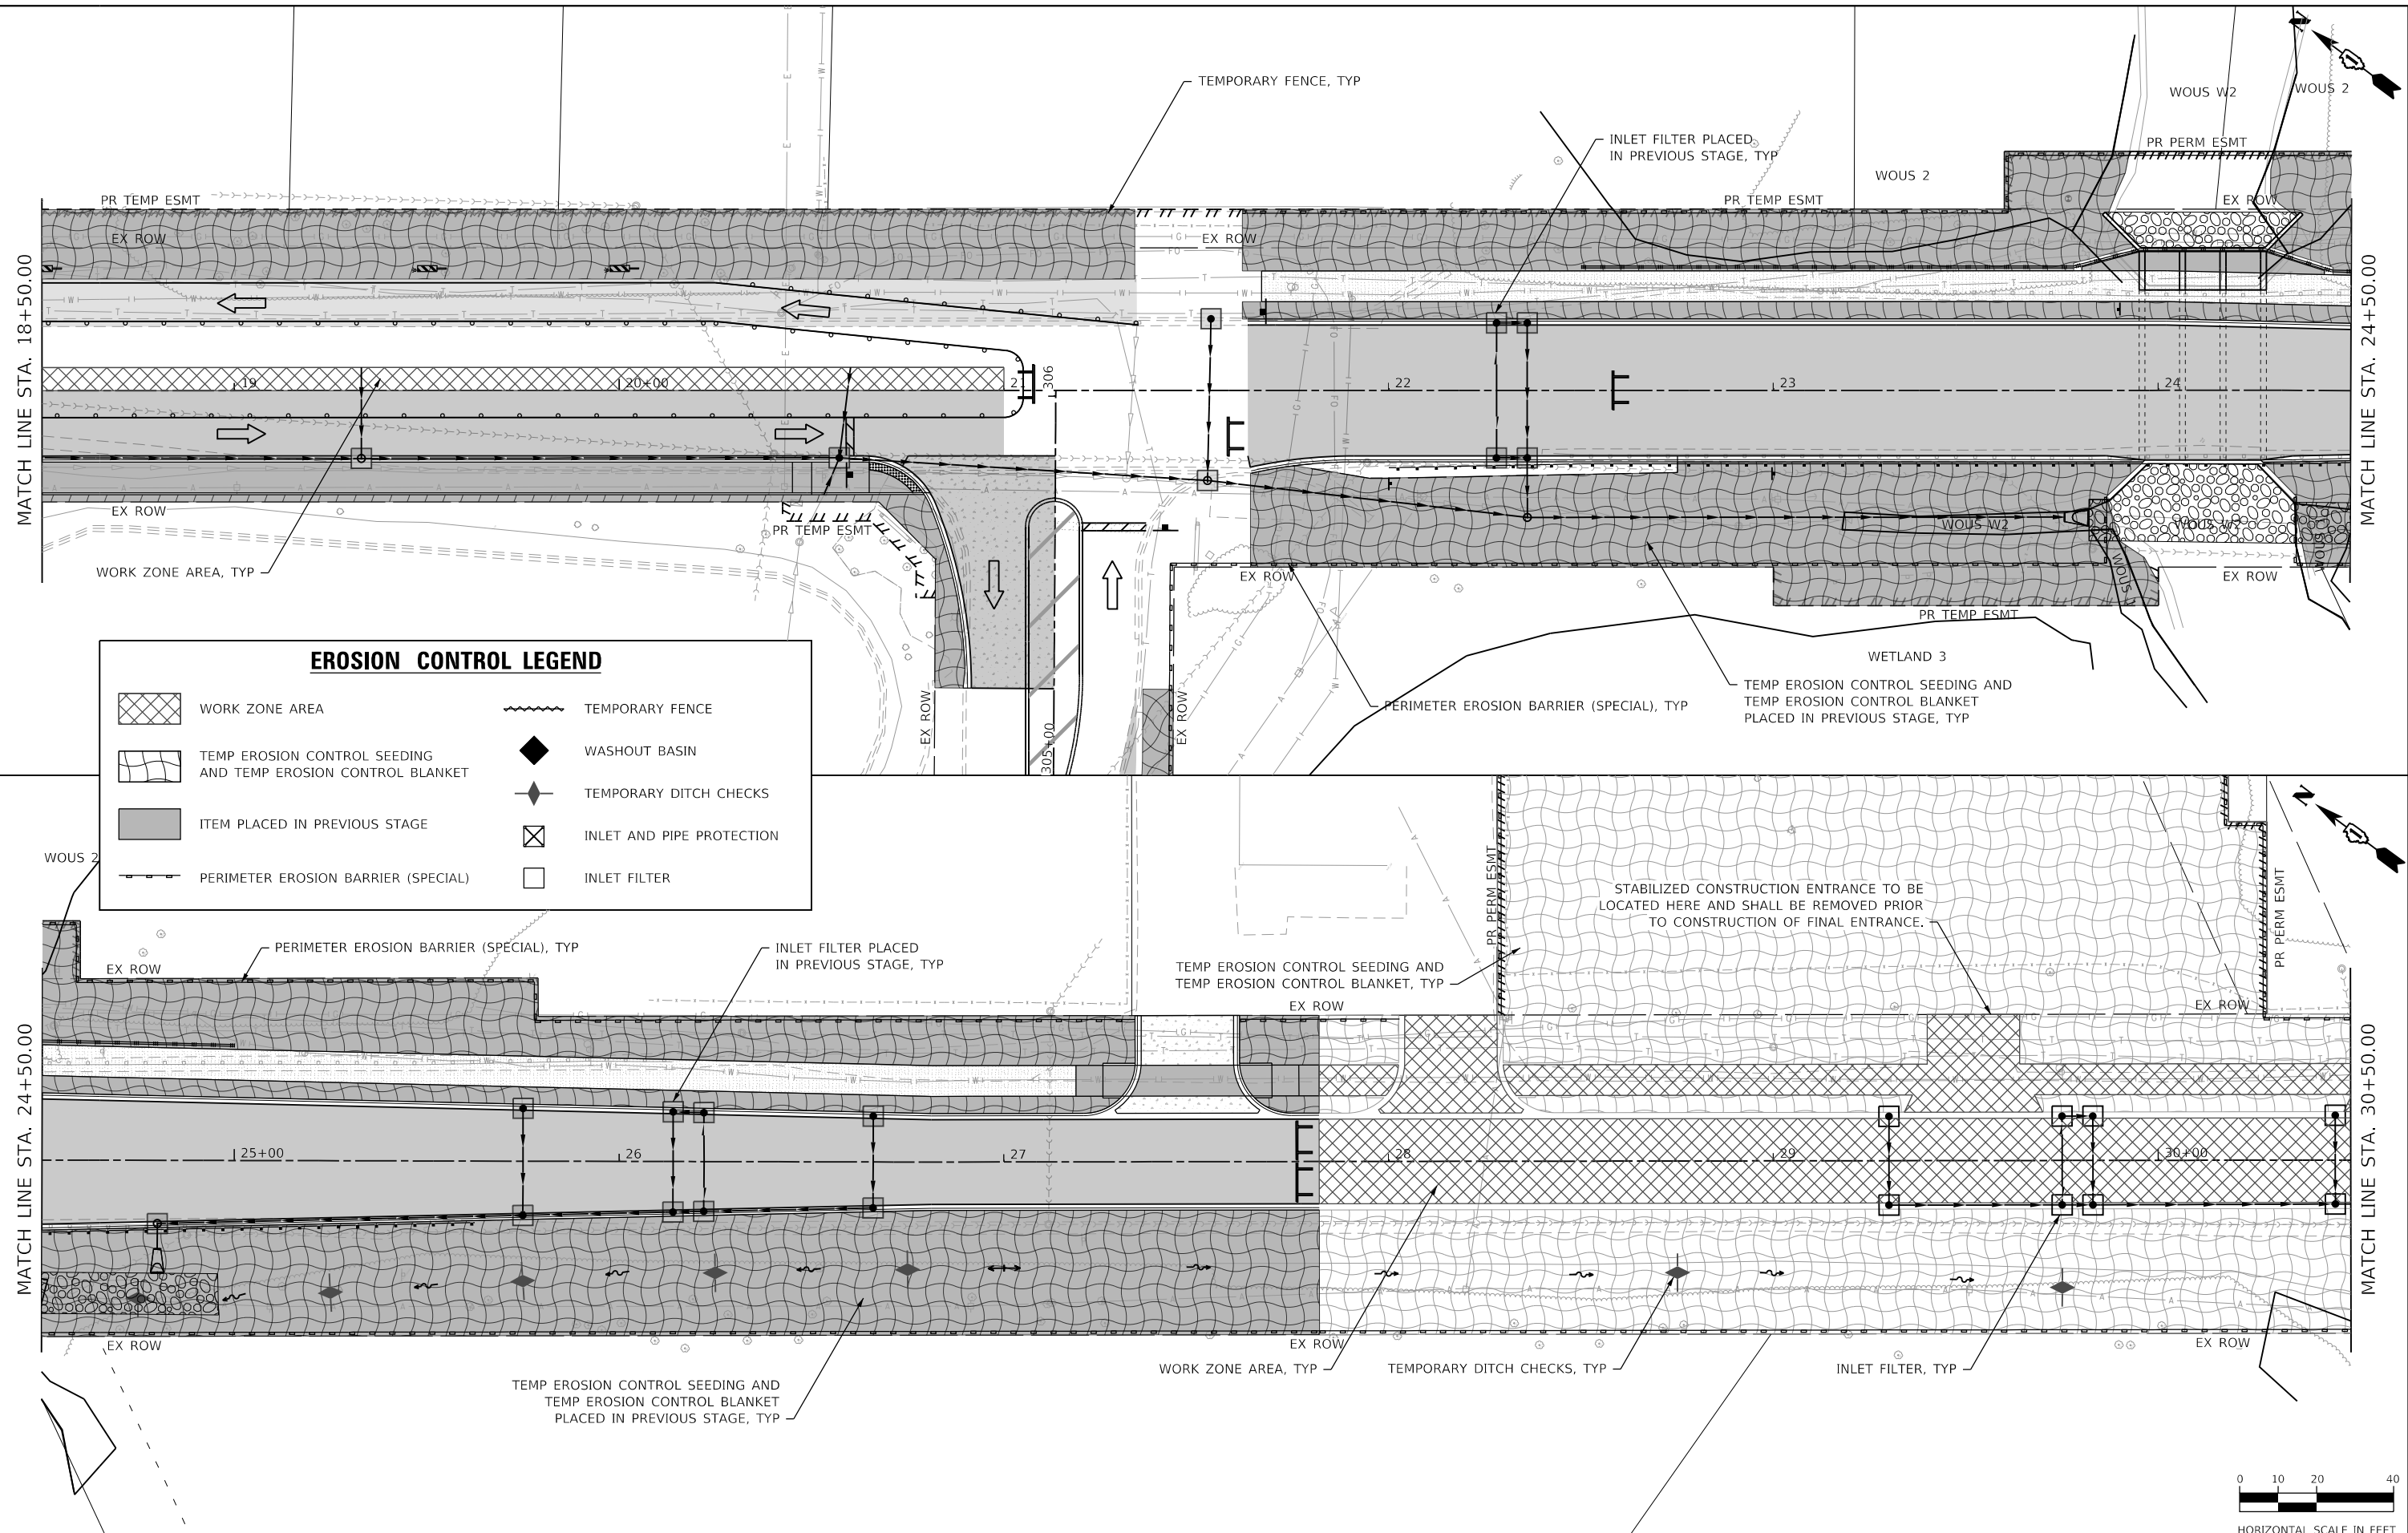 MATCH LINE STA. 18+50.00
TEMPORARY FENCE, TYP
INLET FILTER PLACED
IN PREVIOUS STAGE, TYP
WOUS W2
WOUS 2
PR PERM ESMT
WOUS 2
PR TEMP ESMT
PR TEMP ESMT
EX ROW
EX ROW
EX ROW
N
MATCH LINE STA. 24+50.00
19
20+00
21
306
22
23
24
EX ROW
PR TEMP ESMT
WORK ZONE AREA, TYP
WOUS W2
WOUS W2
WOUS 1
EX ROW
EX ROW
PR TEMP ESMT
WETLAND 3
EX ROW
305+00
EX ROW
PERIMETER EROSION BARRIER (SPECIAL), TYP
TEMP EROSION CONTROL SEEDING AND
TEMP EROSION CONTROL BLANKET
PLACED IN PREVIOUS STAGE, TYP
EROSION CONTROL LEGEND
WORK ZONE AREA
TEMP EROSION CONTROL SEEDING
AND TEMP EROSION CONTROL BLANKET
ITEM PLACED IN PREVIOUS STAGE
PERIMETER EROSION BARRIER (SPECIAL)
TEMPORARY FENCE
WASHOUT BASIN
TEMPORARY DITCH CHECKS
INLET AND PIPE PROTECTION
INLET FILTER
N
WOUS 2
MATCH LINE STA. 24+50.00
PERIMETER EROSION BARRIER (SPECIAL), TYP
EX ROW
INLET FILTER PLACED
IN PREVIOUS STAGE, TYP
PR PERM ESMT
STABILIZED CONSTRUCTION ENTRANCE TO BE
LOCATED HERE AND SHALL BE REMOVED PRIOR
TO CONSTRUCTION OF FINAL ENTRANCE.
TEMP EROSION CONTROL SEEDING AND
TEMP EROSION CONTROL BLANKET, TYP
EX ROW
PR PERM ESMT
EX ROW
MATCH LINE STA. 30+50.00
25+00
26
27
28
29
30+00
EX ROW
EX ROW
EX ROW
WORK ZONE AREA, TYP
TEMPORARY DITCH CHECKS, TYP
INLET FILTER, TYP
TEMP EROSION CONTROL SEEDING AND
TEMP EROSION CONTROL BLANKET
PLACED IN PREVIOUS STAGE, TYP
0 10 20 40
HORIZONTAL SCALE IN FEET